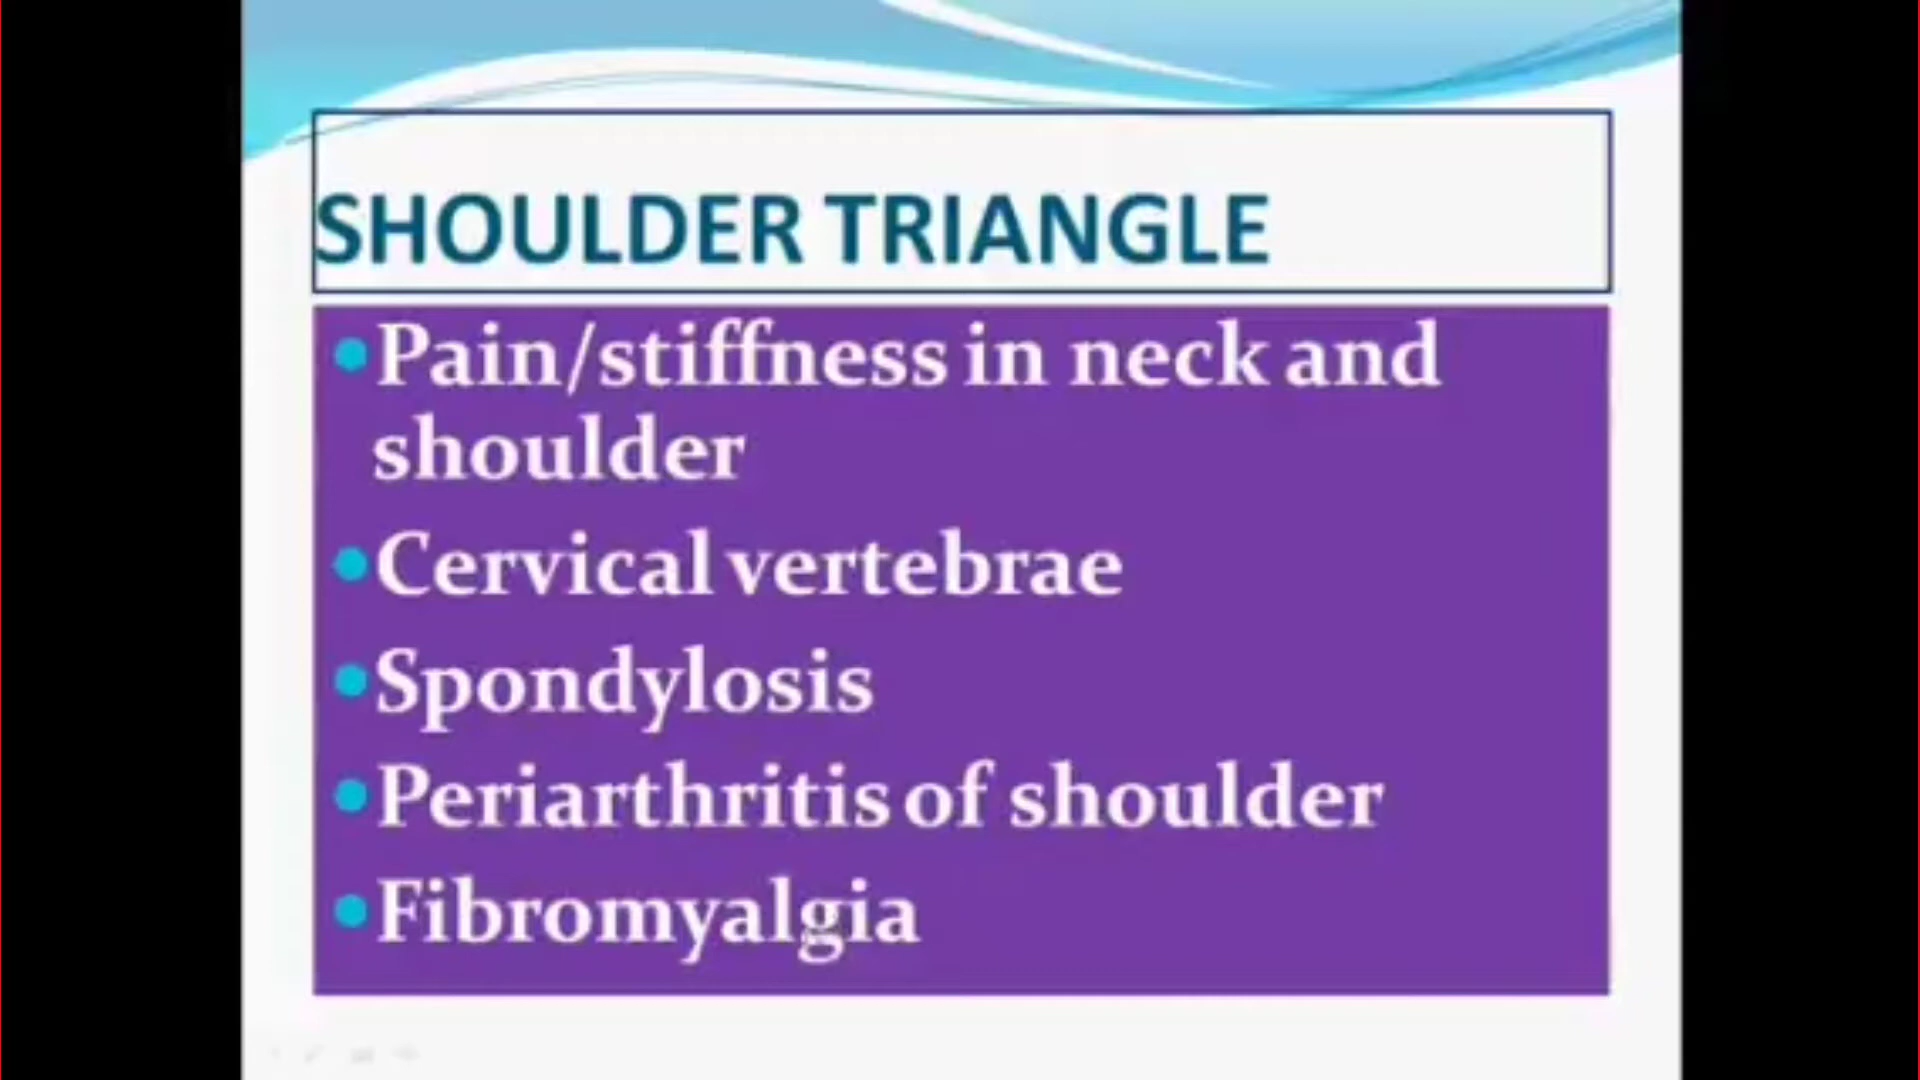 SHOULDER TRIANGLE
•Pain/stiffness in neck and
shoulder
•Cervical vertebrae
•Spondylosis
•Periarthritis of shoulder
•Fibromyalgia